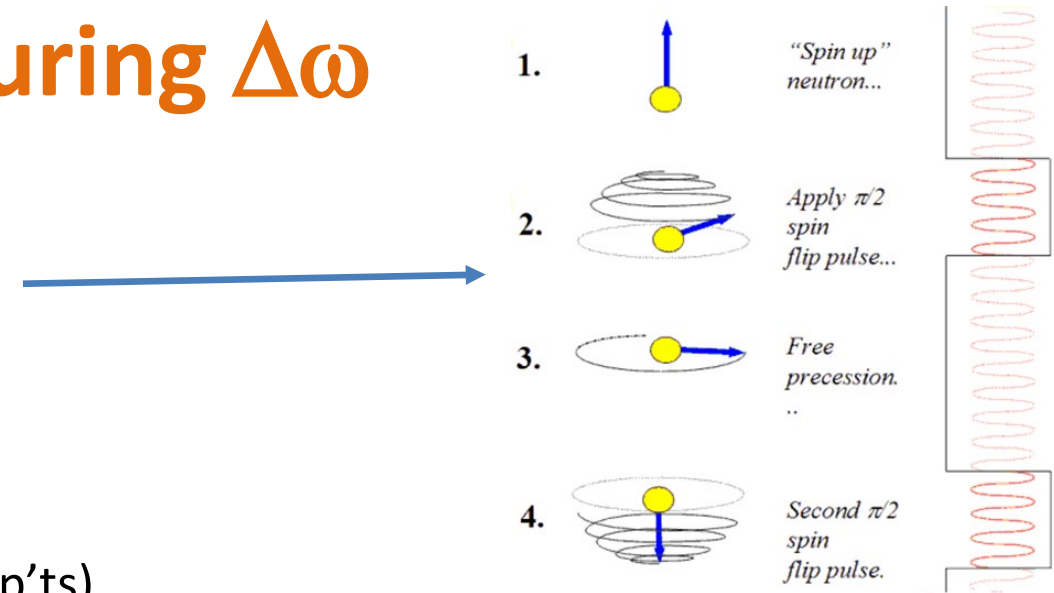 uring Δω
1.
“Spin up”
neutron...
2.
Apply π/2
spin
flip pulse...
3.
Free
precession.
..
4.
Second π/2
spin
flip pulse.
p’ts)